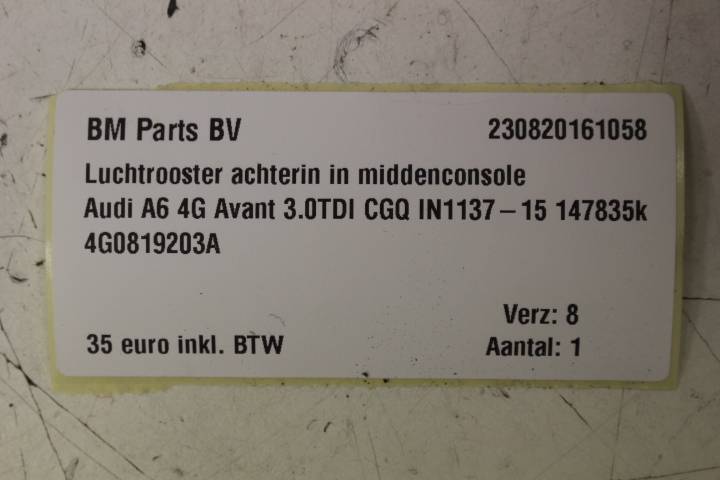 BM Parts BV 230820161058
Luchtrooster achterin in middenconsole
Audi A6 4G Avant 3.0TDI CGQ IN1137-15 147835k
4G0819203A
Verz: 8
35 euro inkl. BTW Aantal: 1